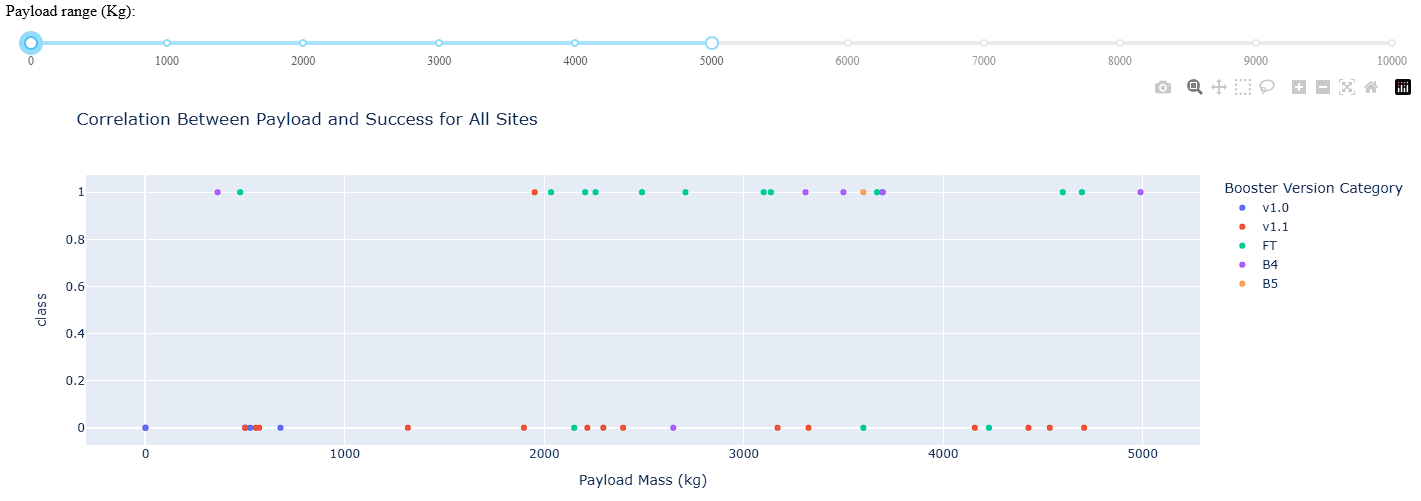 Payload range (Kg):
0 1000 2000 3000 4000 5000 6000 7000 8000 9000 10000
Correlation Between Payload and Success for All Sites
1
0.8
0.6
0.4
0.2
0
class
0 1000 2000 3000 4000 5000
Payload Mass (kg)
Booster Version Category
v1.0
v1.1
FT
B4
B5